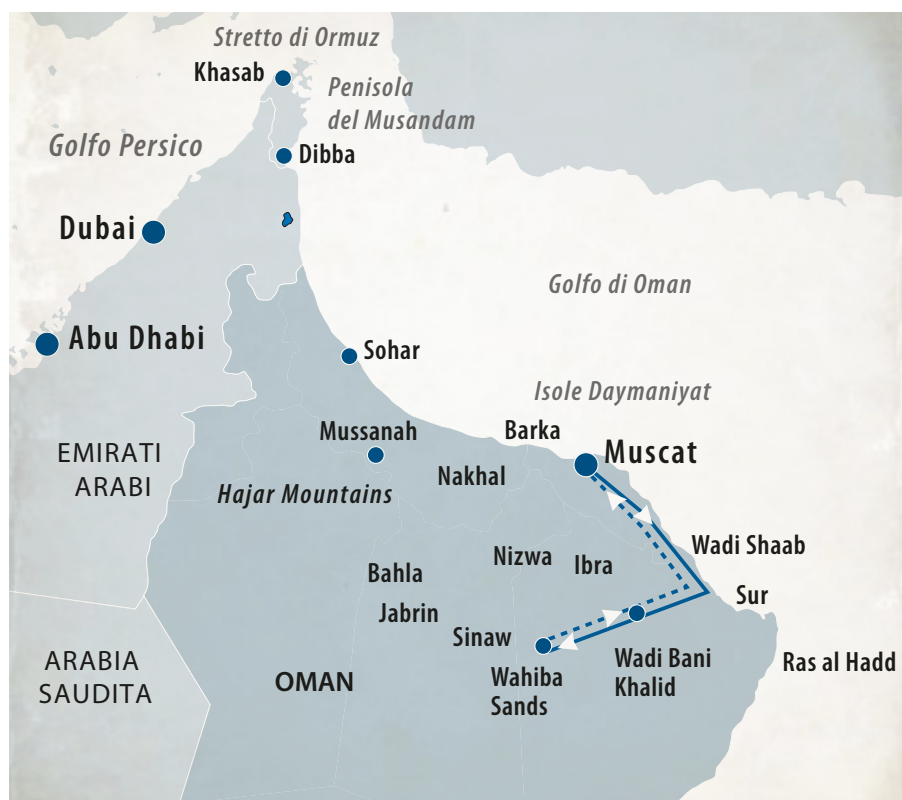 Stretto di Ormuz
Khasab
Penisola
del Musandam
Golfo Persico
Dibba
Dubai
Golfo di Oman
Abu Dhabi
Sohar
Isole Daymaniyat
Mussanah
Barka
Muscat
EMIRATI
ARABI
Nakhal
Hajar Mountains
Wadi Shaab
Nizwa
Ibra
Bahla
Sur
Jabrin
Sinaw
ARABIA
SAUDITA
OMAN
Wahiba
Sands
Wadi Bani
Khalid
Ras al Hadd